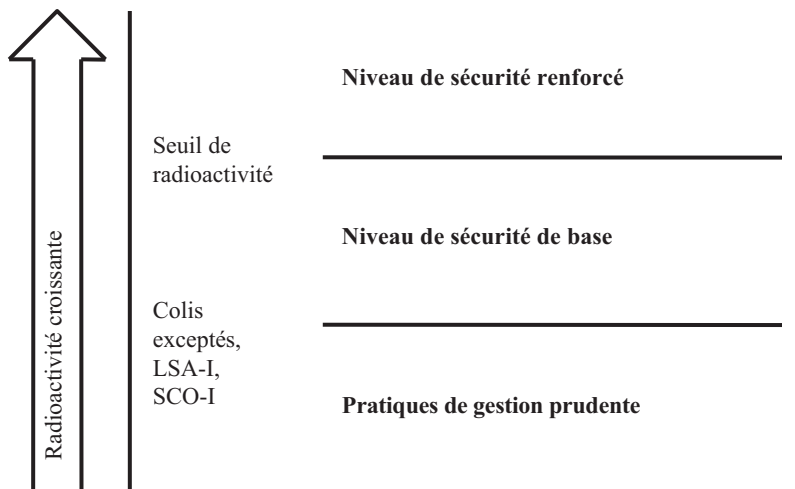 Niveau de sécurité renforcé
Seuil de
radioactivité
Niveau de sécurité de base
Radioactivité croissante
Colis
exceptés,
LSA-I,
SCO-I
Pratiques de gestion prudente